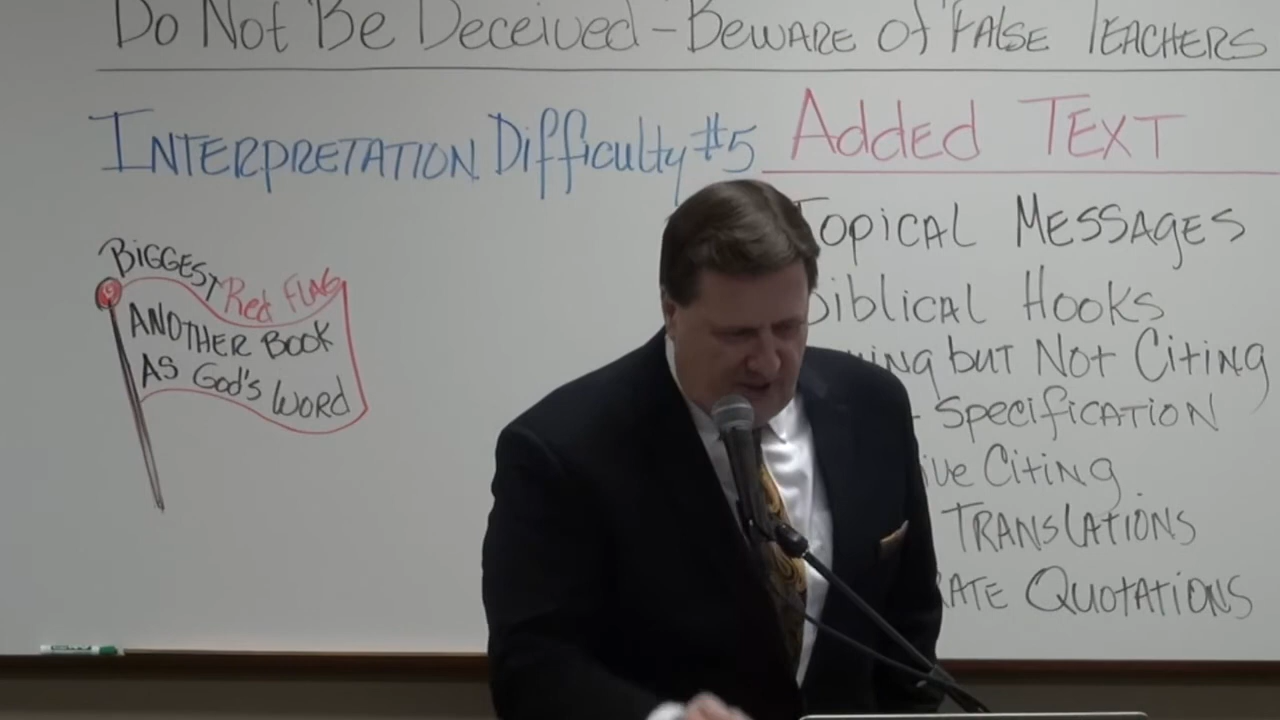 Do Not Be Deceived - Beware of False Teachers
Interpretation Difficulty #5
Added Text
Biggest Red Flag
Another Book
As God's Word
Topical Messages
Biblical Hooks
but Not Citing
- Specification
Citing
Translations
Quotations